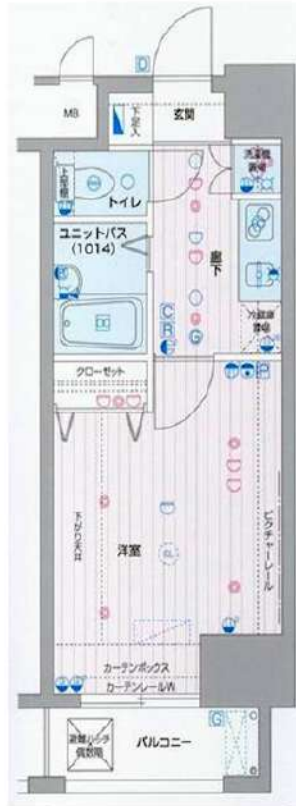 D
MB
下足入
玄関
上部棚
トイレ
洗濯機
置場
ユニットバス
(1014)
廊下
C
R
G
冷蔵庫
置場
クローゼット
P
下がり天井
洋室
CL
ピクチャーレール
カーテンボックス
カーテンレールW
避難ハッチ
偶数階
バルコニー
G